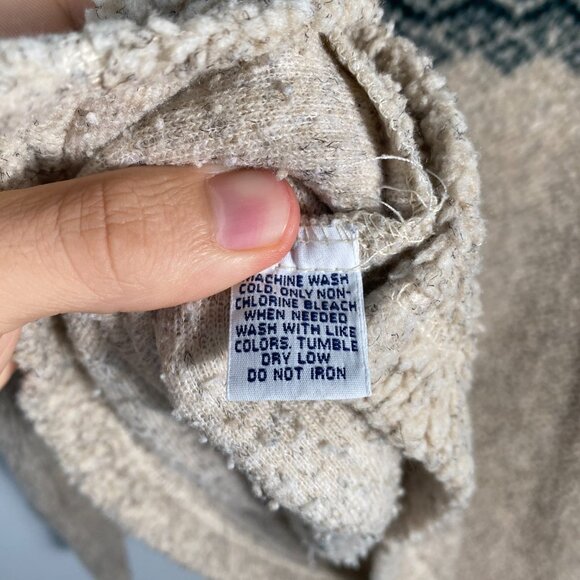 MACHINE WASH
COLD. ONLY NON-
CHLORINE BLEACH
WHEN NEEDED
WASH WITH LIKE
COLORS. TUMBLE
DRY LOW
DO NOT IRON